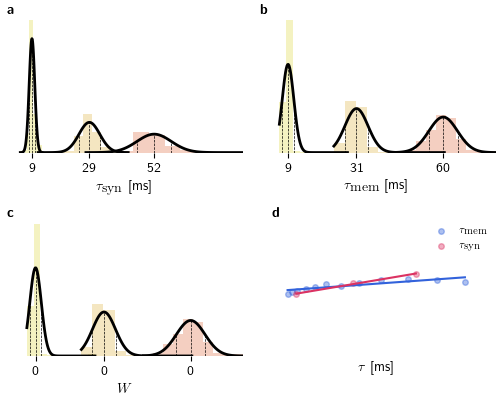 a
9 29 52
τsyn [ms]
b
9 31 60
τmem [ms]
c
0 0 0
W
d
τmem
τsyn
τ [ms]